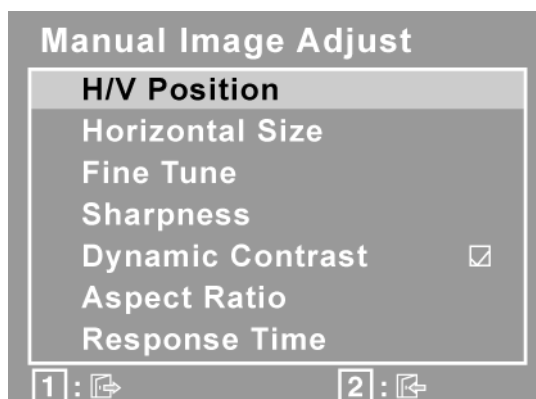 Manual Image Adjust
H/V Position
Horizontal Size
Fine Tune
Sharpness
Dynamic Contrast
Aspect Ratio
Response Time
1 : 2 :